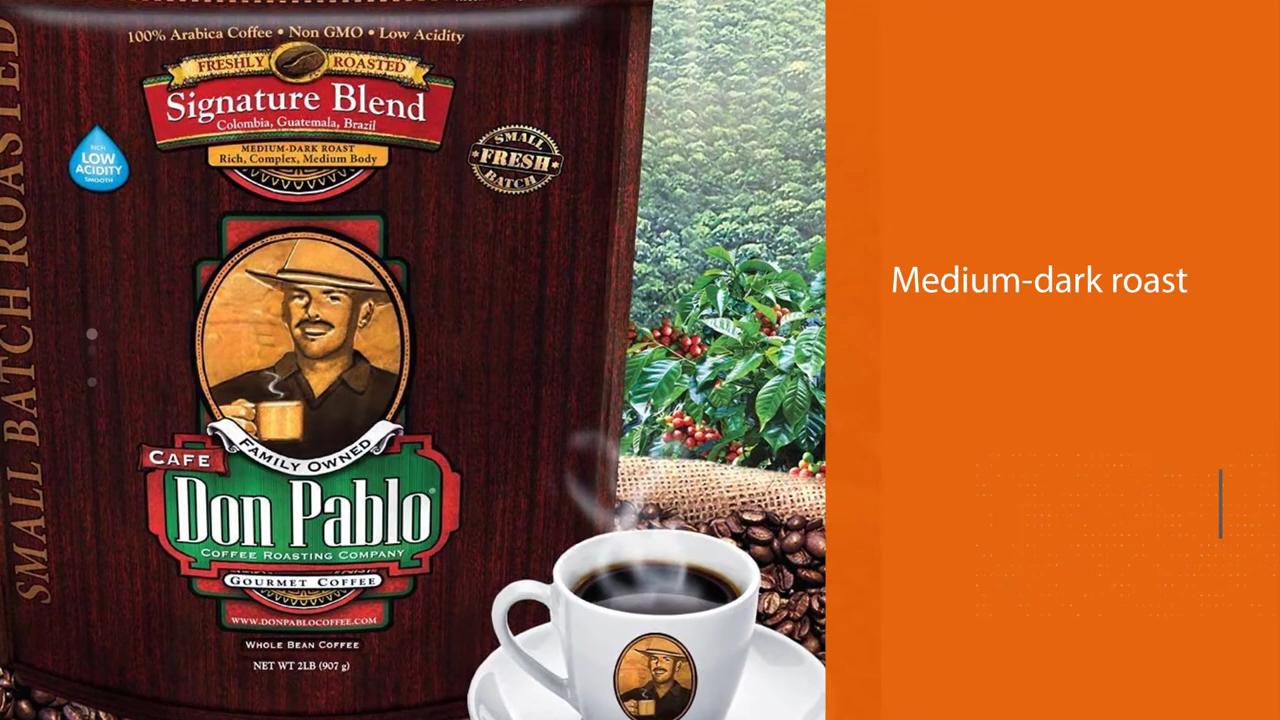 100% Arabica Coffee • Non GMO • Low Acidity
FRESHLY ROASTED
Signature Blend
Colombia, Guatemala, Brazil
MEDIUM-DARK ROAST
Rich, Complex, Medium Body
RICH
LOW
ACIDITY
SMOOTH
SMALL
FRESH
BATCH
SMALL BATCH ROASTED
FAMILY OWNED
CAFE
Don Pablo®
COFFEE ROASTING COMPANY
GOURMET COFFEE
WWW.DONPABLOCOFFEE.COM
WHOLE BEAN COFFEE
NET WT 2LB (907 g)
Medium-dark roast